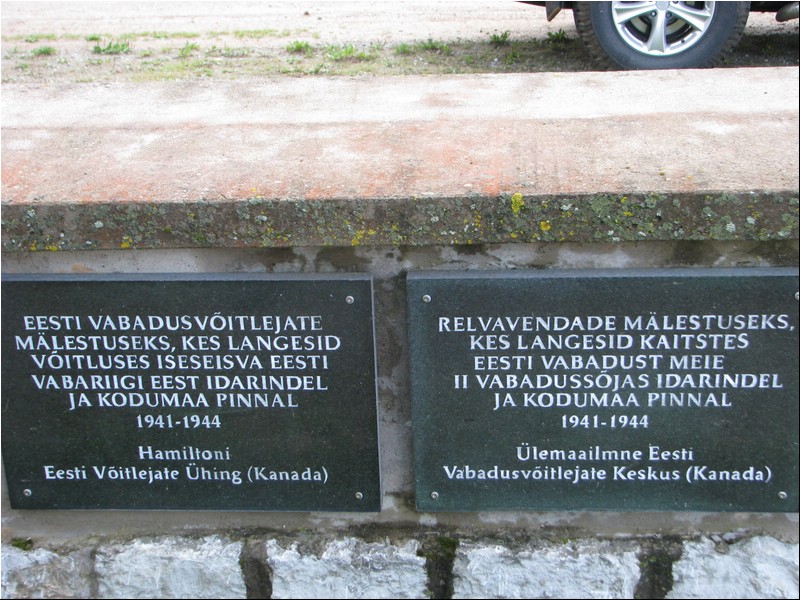 EESTI VABADUSVÕITLEJATE
MÄLESTUSEKS, KES LANGESID
VÕITLUSES ISESEISVA EESTI
VABARIIGI EEST IDARINDEL
JA KODUMAA PINNAL
1941-1944
Hamiltoni
Eesti Võitlejate Ühing (Kanada)
RELVAVENDADE MÄLESTUSEKS,
KES LANGESID KAITSTES
EESTI VABADUST MEIE
II VABADUSSÕJAS IDARINDEL
JA KODUMAA PINNAL
1941-1944
Ülemaailmne Eesti
Vabadusvõitlejate Keskus (Kanada)